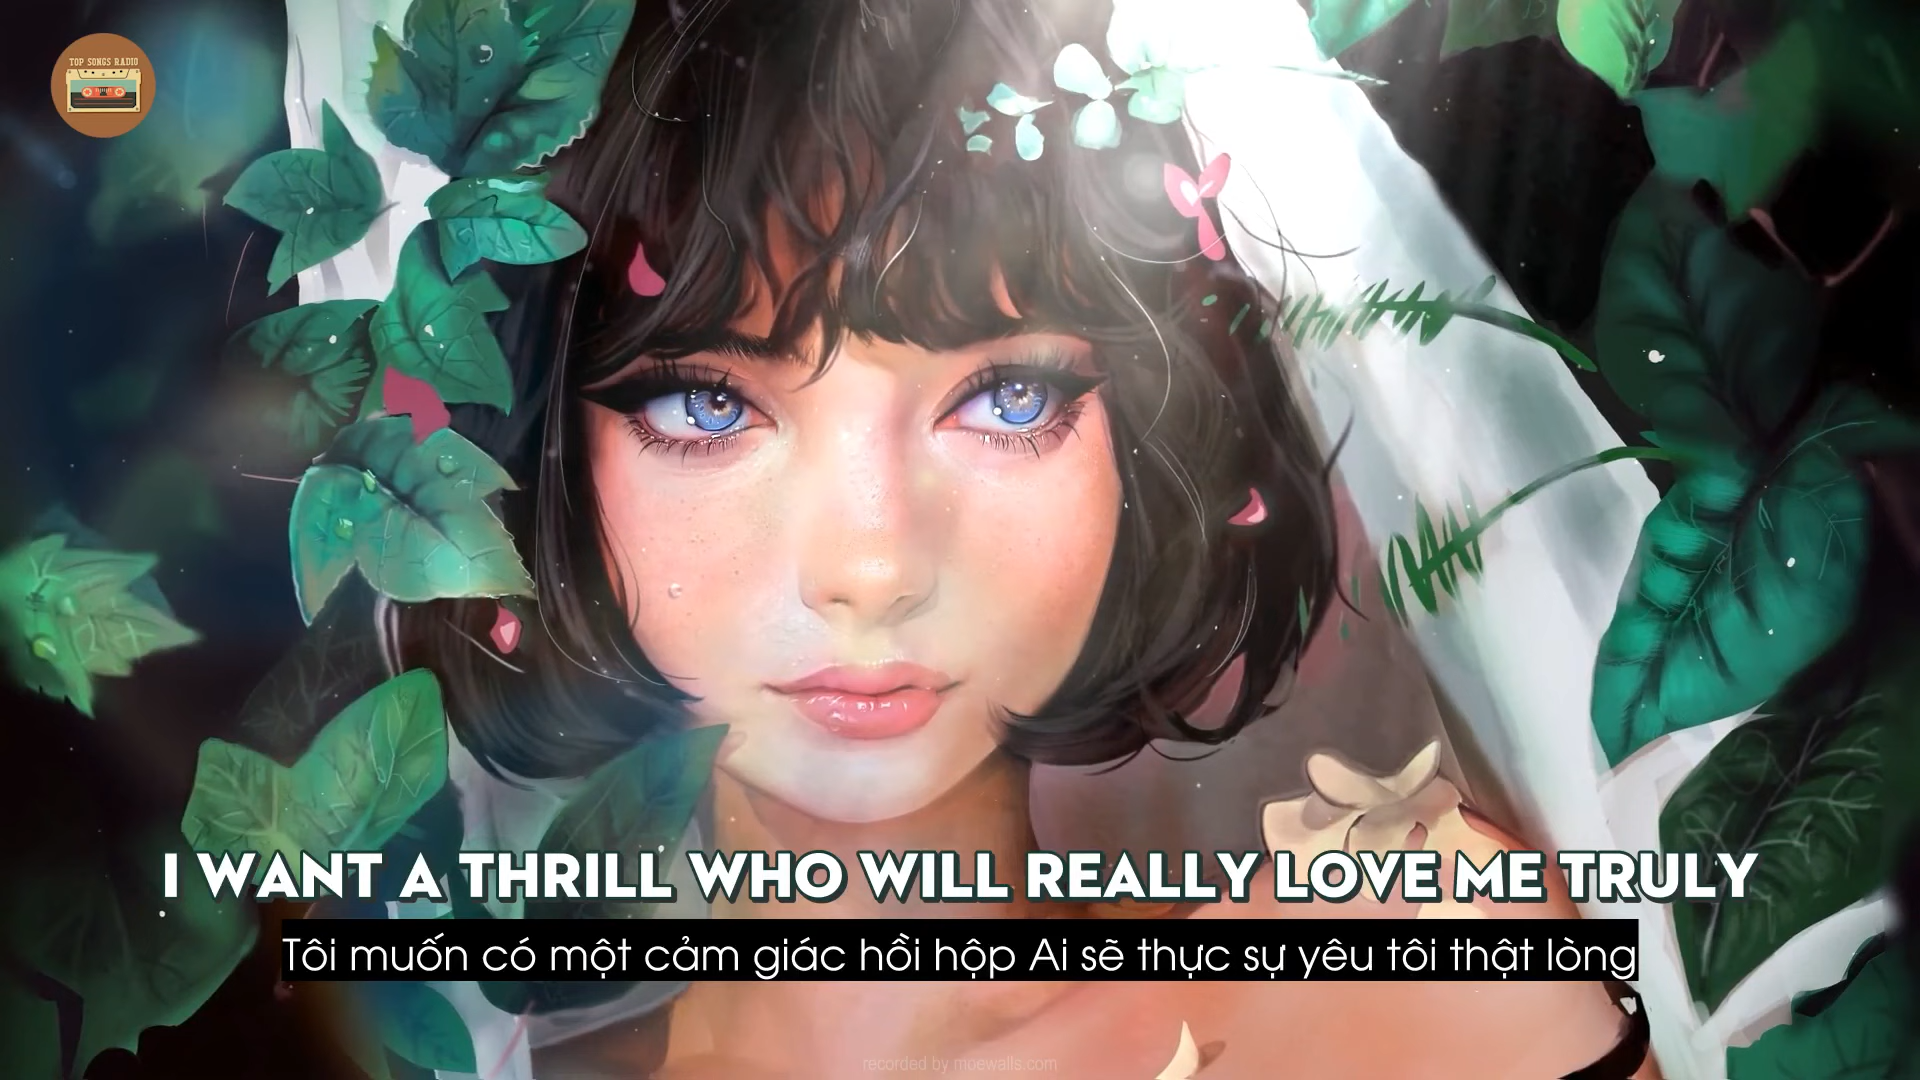 TOP SONGS RADIO
I WANT A THRILL WHO WILL REALLY LOVE ME TRULY
Tôi muốn có một cảm giác hồi hộp Ai sẽ thực sự yêu tôi thật lòng
recorded by moewalls.com